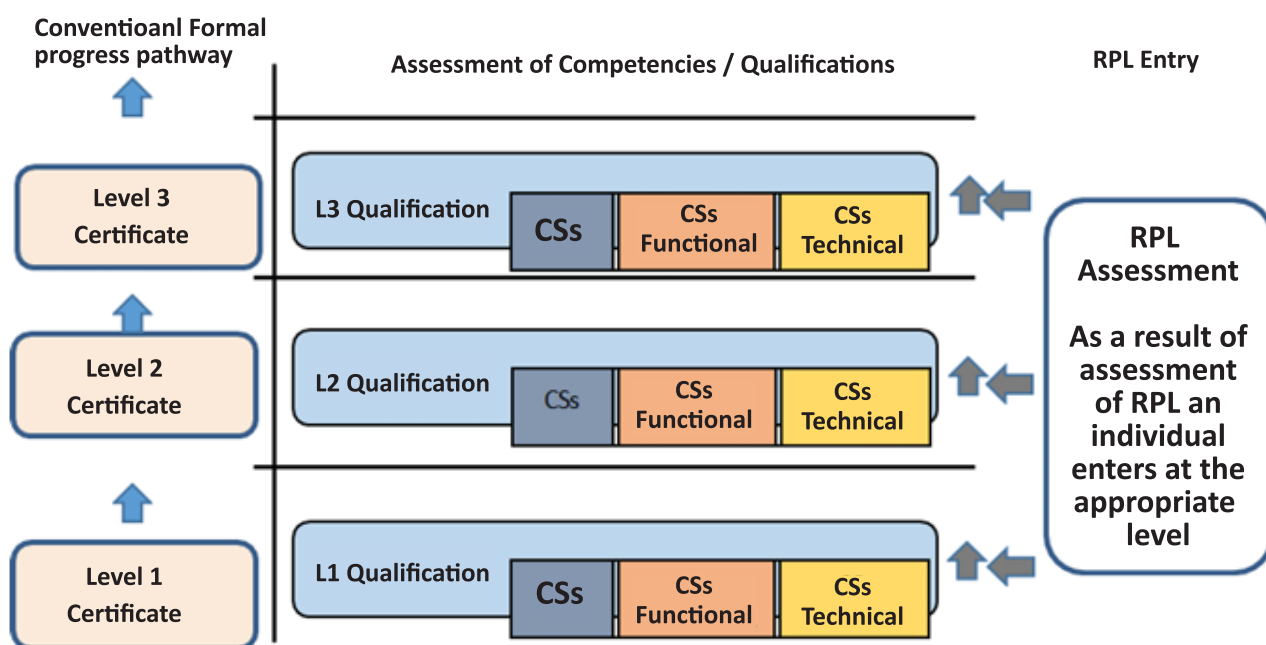 Conventioanl Formal
progress pathway
Assessment of Competencies / Qualifications
RPL Entry
Level 3
Certificate
L3 Qualification
CSs
CSs
Functional
CSs
Technical
Level 2
Certificate
L2 Qualification
CSs
CSs
Functional
CSs
Technical
Level 1
Certificate
L1 Qualification
CSs
CSs
Functional
CSs
Technical
RPL
Assessment
As a result of
assessment
of RPL an
individual
enters at the
appropriate
level